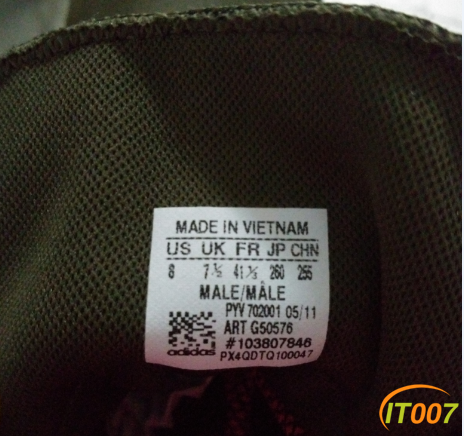 MADE IN VIETNAM
US UK FR JP CHN
8 7½ 41⅓ 260 255
MALE/MÂLE
PYV 702001 05/11
ART G50576
#103807846
adidas PX4QDTQ100047
IT007